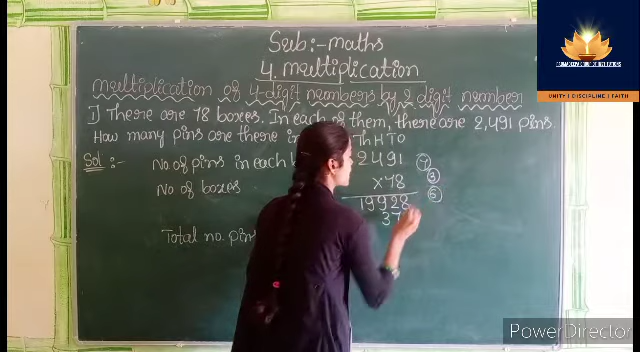 Sub:- maths
4. multiplication
multiplication of 4-digit numbers by 2 digit number
1) There are 78 boxes. In each of them, there are 2,491 pins.
How many pins are there in
Th H T O
Sol :- No. of pins in each 2491
No of boxes x78
19928
37
Total no. pins
UNITY | DISCIPLINE | FAITH
PowerDirector